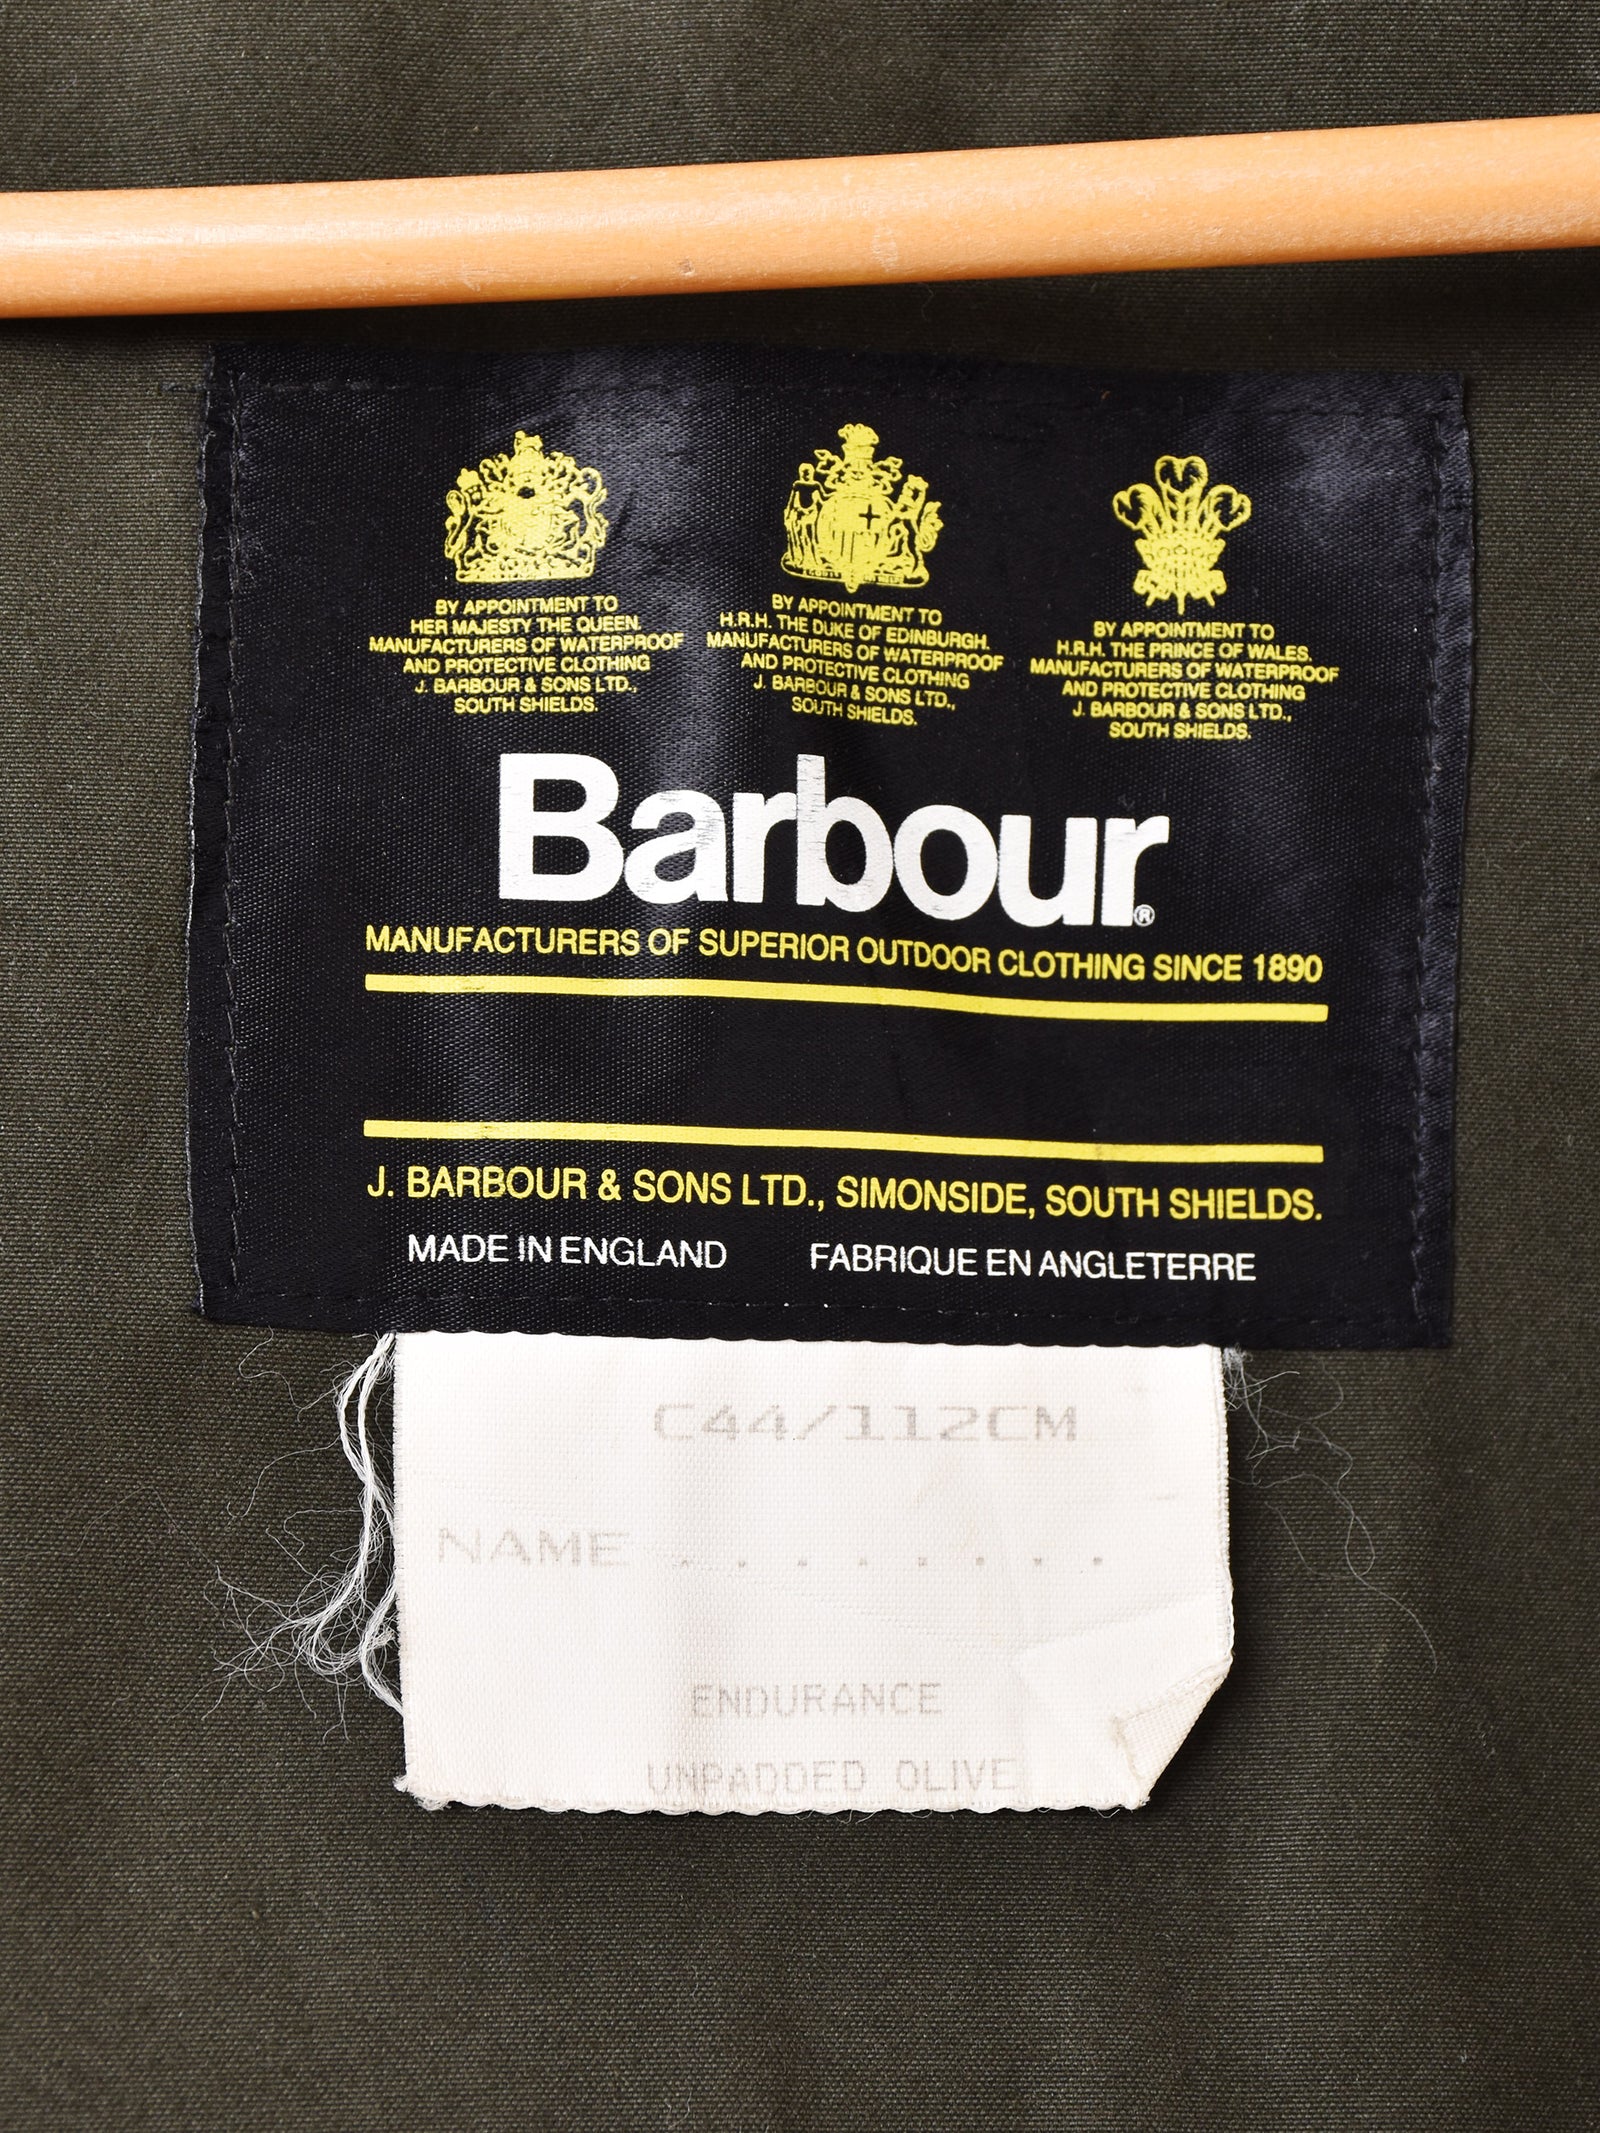 BY APPOINTMENT TO
HER MAJESTY THE QUEEN.
MANUFACTURERS OF WATERPROOF
AND PROTECTIVE CLOTHING
J. BARBOUR & SONS LTD.,
SOUTH SHIELDS.
BY APPOINTMENT TO
H.R.H. THE DUKE OF EDINBURGH.
MANUFACTURERS OF WATERPROOF
AND PROTECTIVE CLOTHING
J. BARBOUR & SONS LTD.,
SOUTH SHIELDS.
BY APPOINTMENT TO
H.R.H. THE PRINCE OF WALES.
MANUFACTURERS OF WATERPROOF
AND PROTECTIVE CLOTHING
J. BARBOUR & SONS LTD.,
SOUTH SHIELDS.
Barbour®
MANUFACTURERS OF SUPERIOR OUTDOOR CLOTHING SINCE 1890
J. BARBOUR & SONS LTD., SIMONSIDE, SOUTH SHIELDS.
MADE IN ENGLAND FABRIQUE EN ANGLETERRE
C44/112CM
NAME . . . . . . . .
ENDURANCE
UNPADDED OLIVE